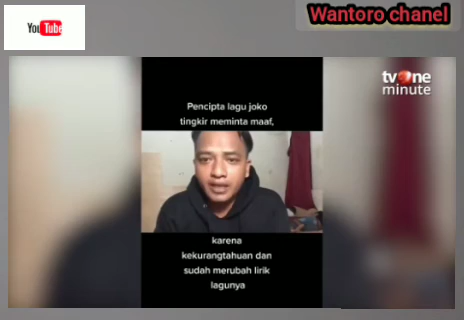 YouTube
Wantoro chanel
tvOne
minute
Pencipta lagu joko
tingkir meminta maaf,
karena
kekurangtahuan dan
sudah merubah lirik
lagunya